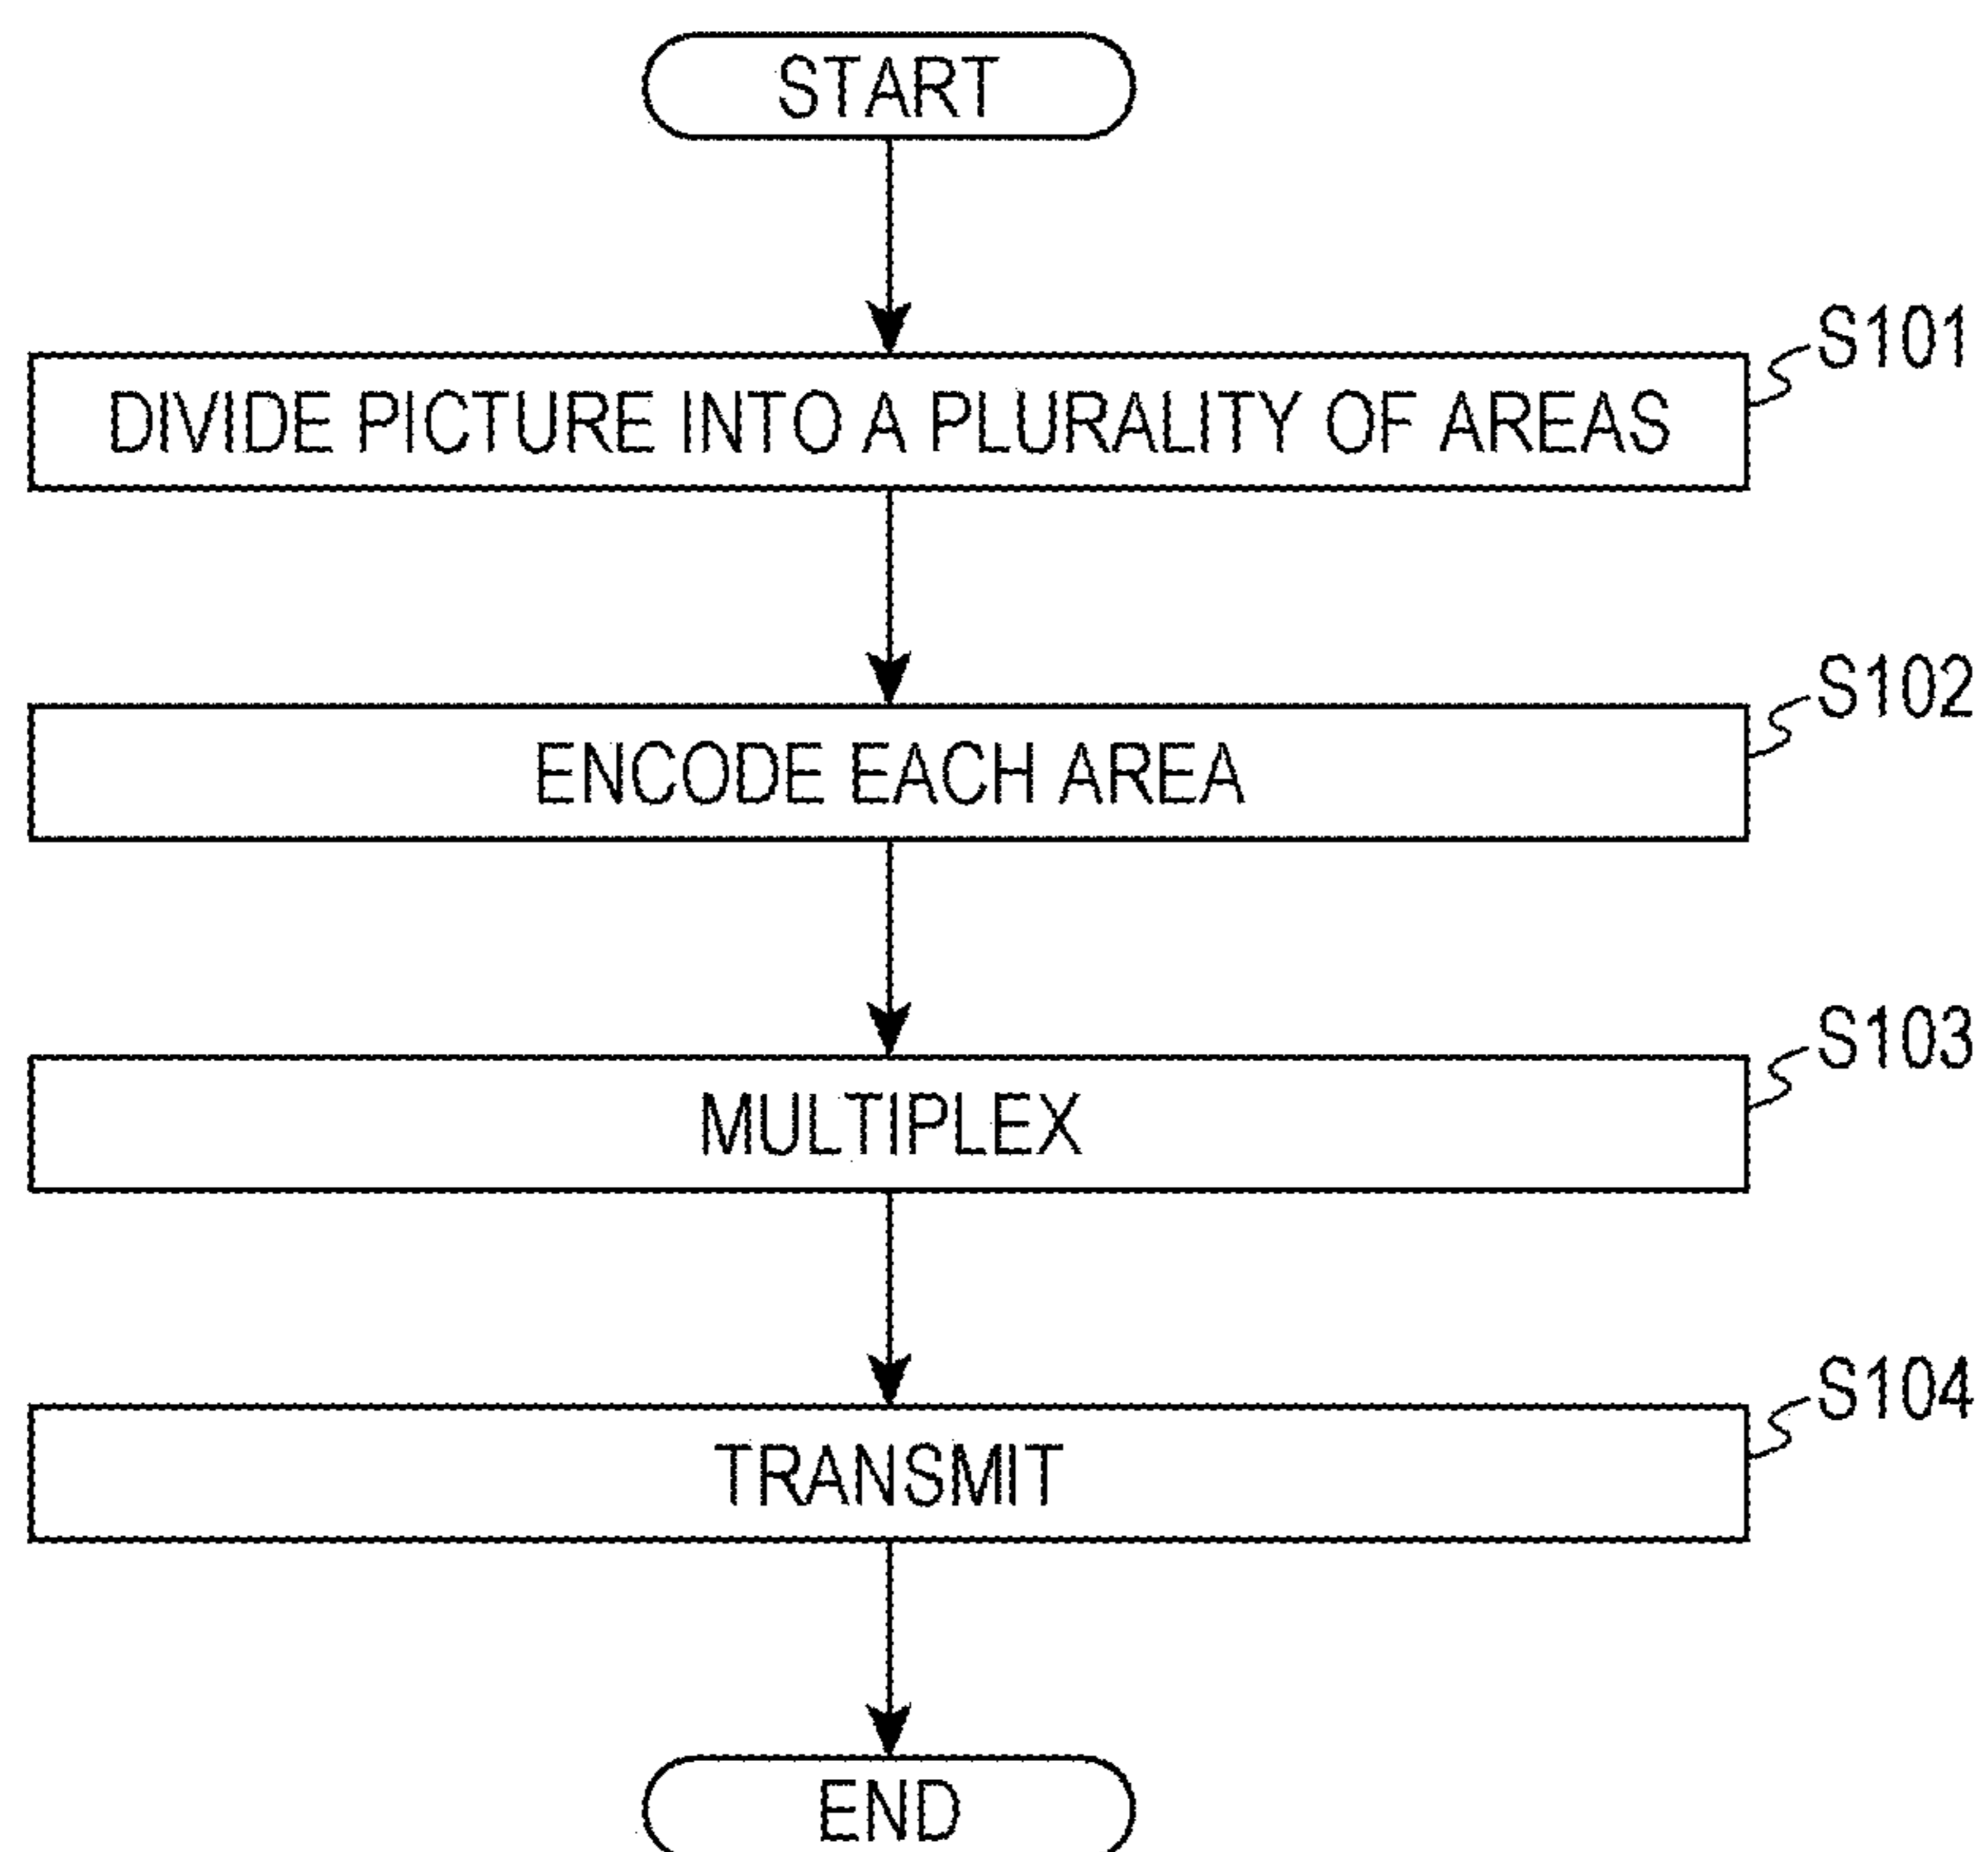 START
S101
DIVIDE PICTURE INTO A PLURALITY OF AREAS
S102
ENCODE EACH AREA
S103
MULTIPLEX
S104
TRANSMIT
END